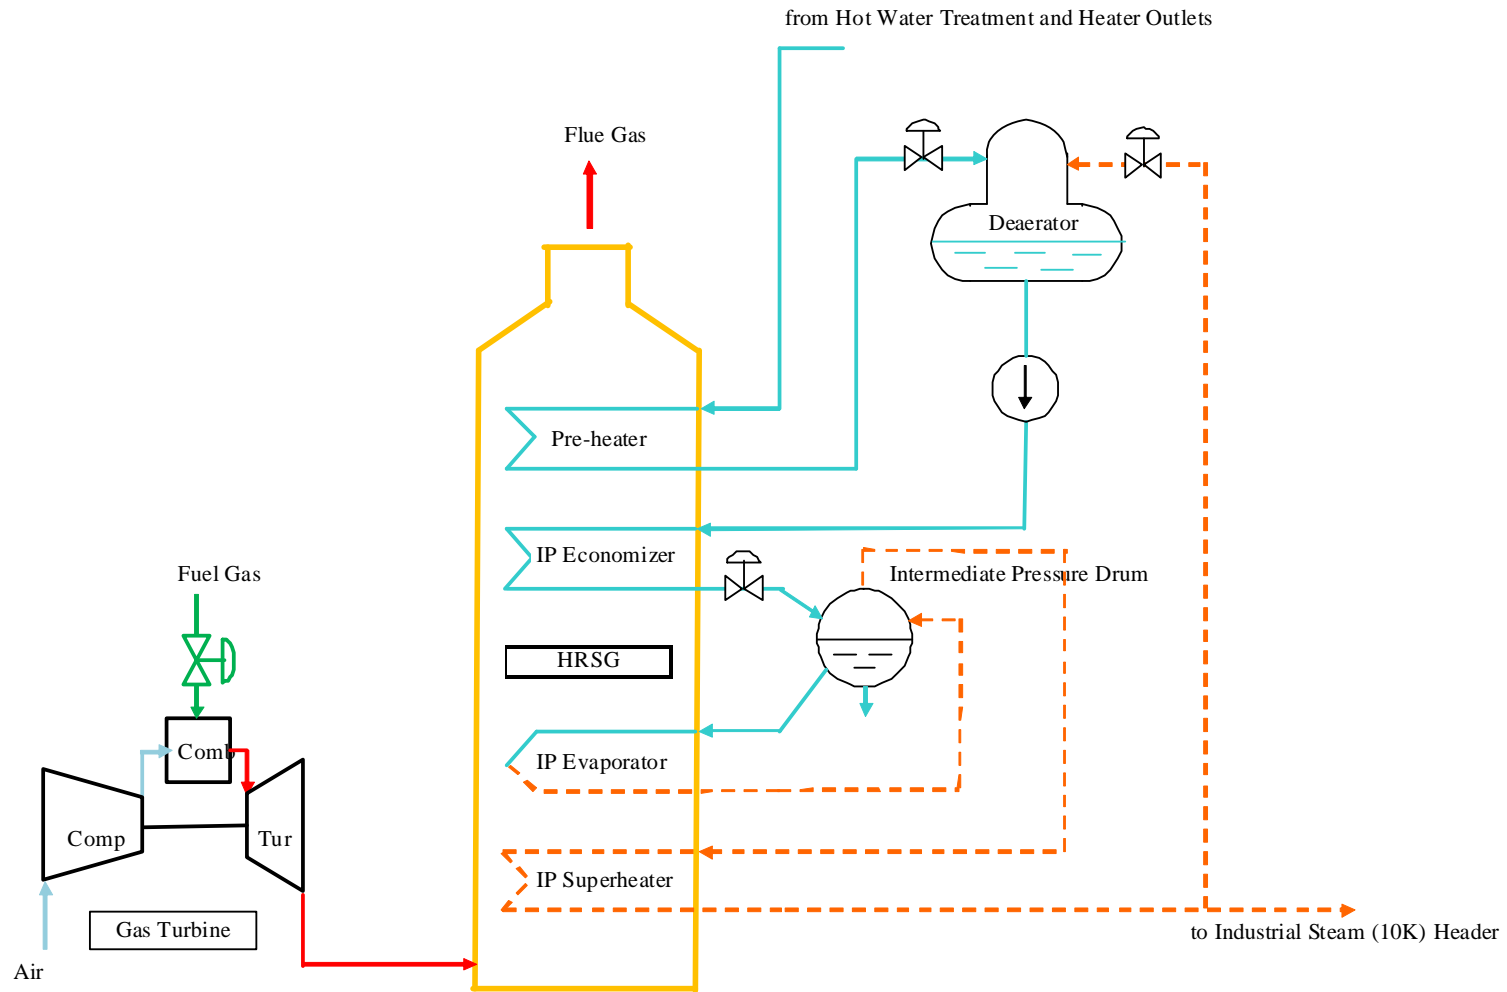 from Hot Water Treatment and Heater Outlets
Flue Gas
Deaerator
Pre-heater
IP Economizer
Fuel Gas
Intermediate Pressure Drum
HRSG
Comb
IP Evaporator
Comp
Tur
IP Superheater
Gas Turbine
to Industrial Steam (10K) Header
Air